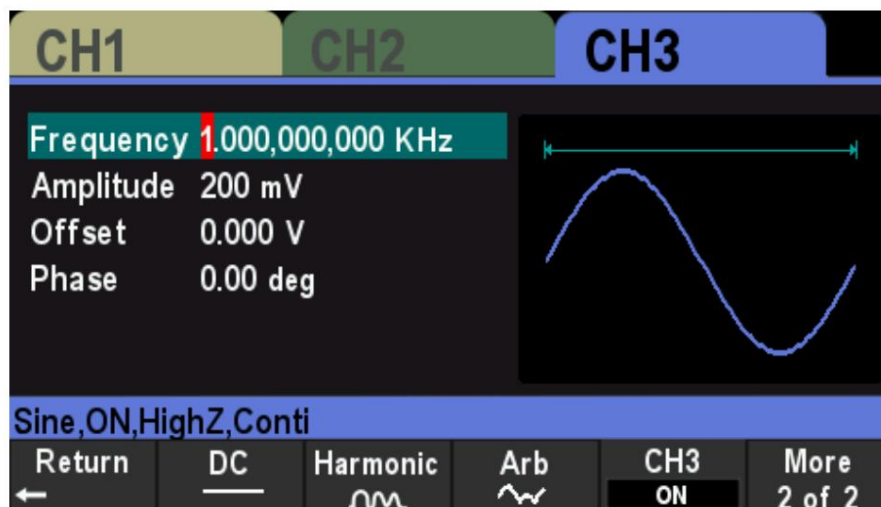 CH1 CH2 CH3
Frequency 1.000,000,000 KHz
Amplitude 200 mV
Offset 0.000 V
Phase 0.00 deg
Sine,ON,HighZ,Conti
Return DC Harmonic Arb CH3 More
ON 2 of 2